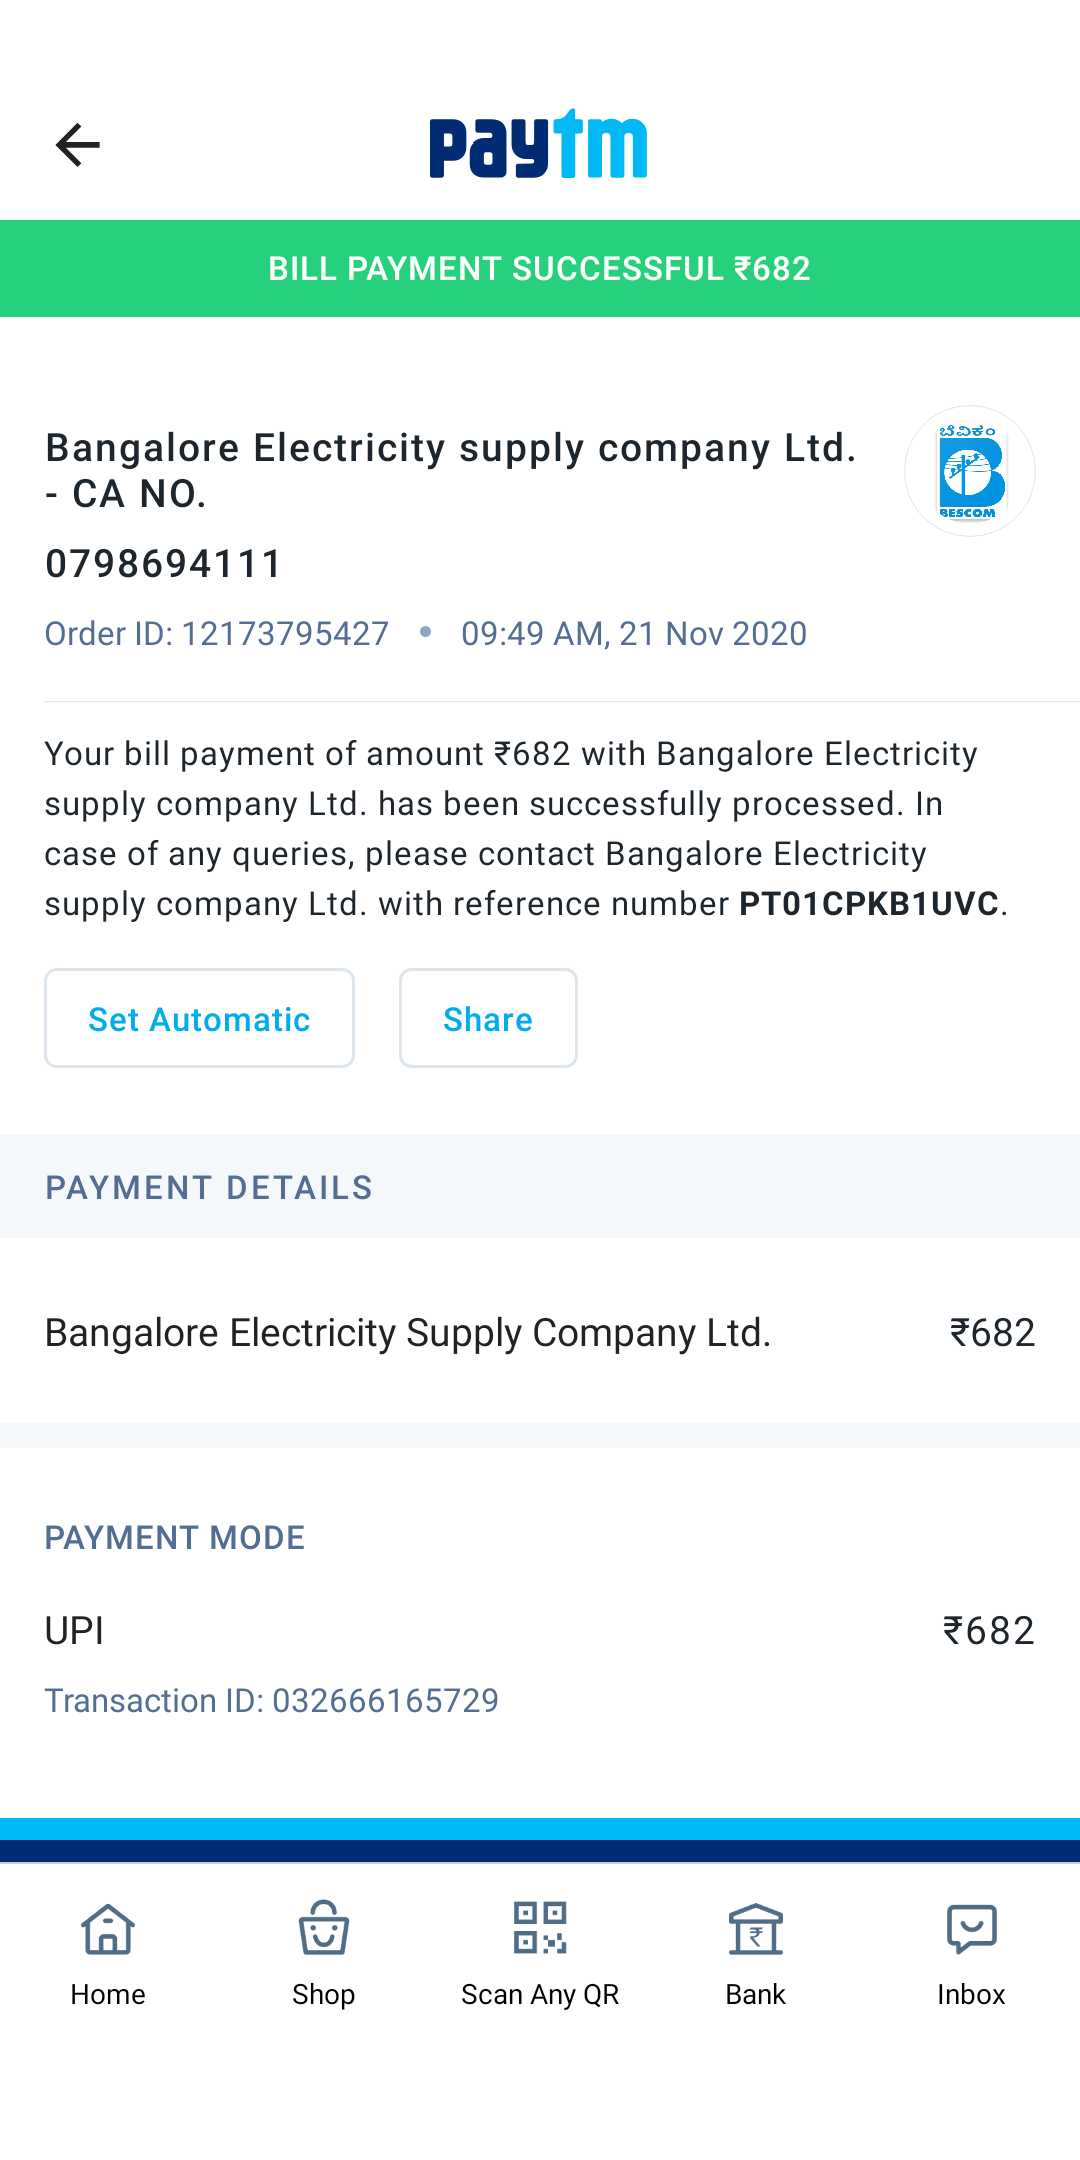 paytm
BILL PAYMENT SUCCESSFUL ₹682
Bangalore Electricity supply company Ltd.
- CA NO.
0798694111
ಬೆವಿಕಂ
BESCOM
Order ID: 12173795427 • 09:49 AM, 21 Nov 2020
Your bill payment of amount ₹682 with Bangalore Electricity
supply company Ltd. has been successfully processed. In
case of any queries, please contact Bangalore Electricity
supply company Ltd. with reference number PT01CPKB1UVC.
Set Automatic Share
PAYMENT DETAILS
Bangalore Electricity Supply Company Ltd. ₹682
PAYMENT MODE
UPI ₹682
Transaction ID: 032666165729
Home Shop Scan Any QR Bank Inbox